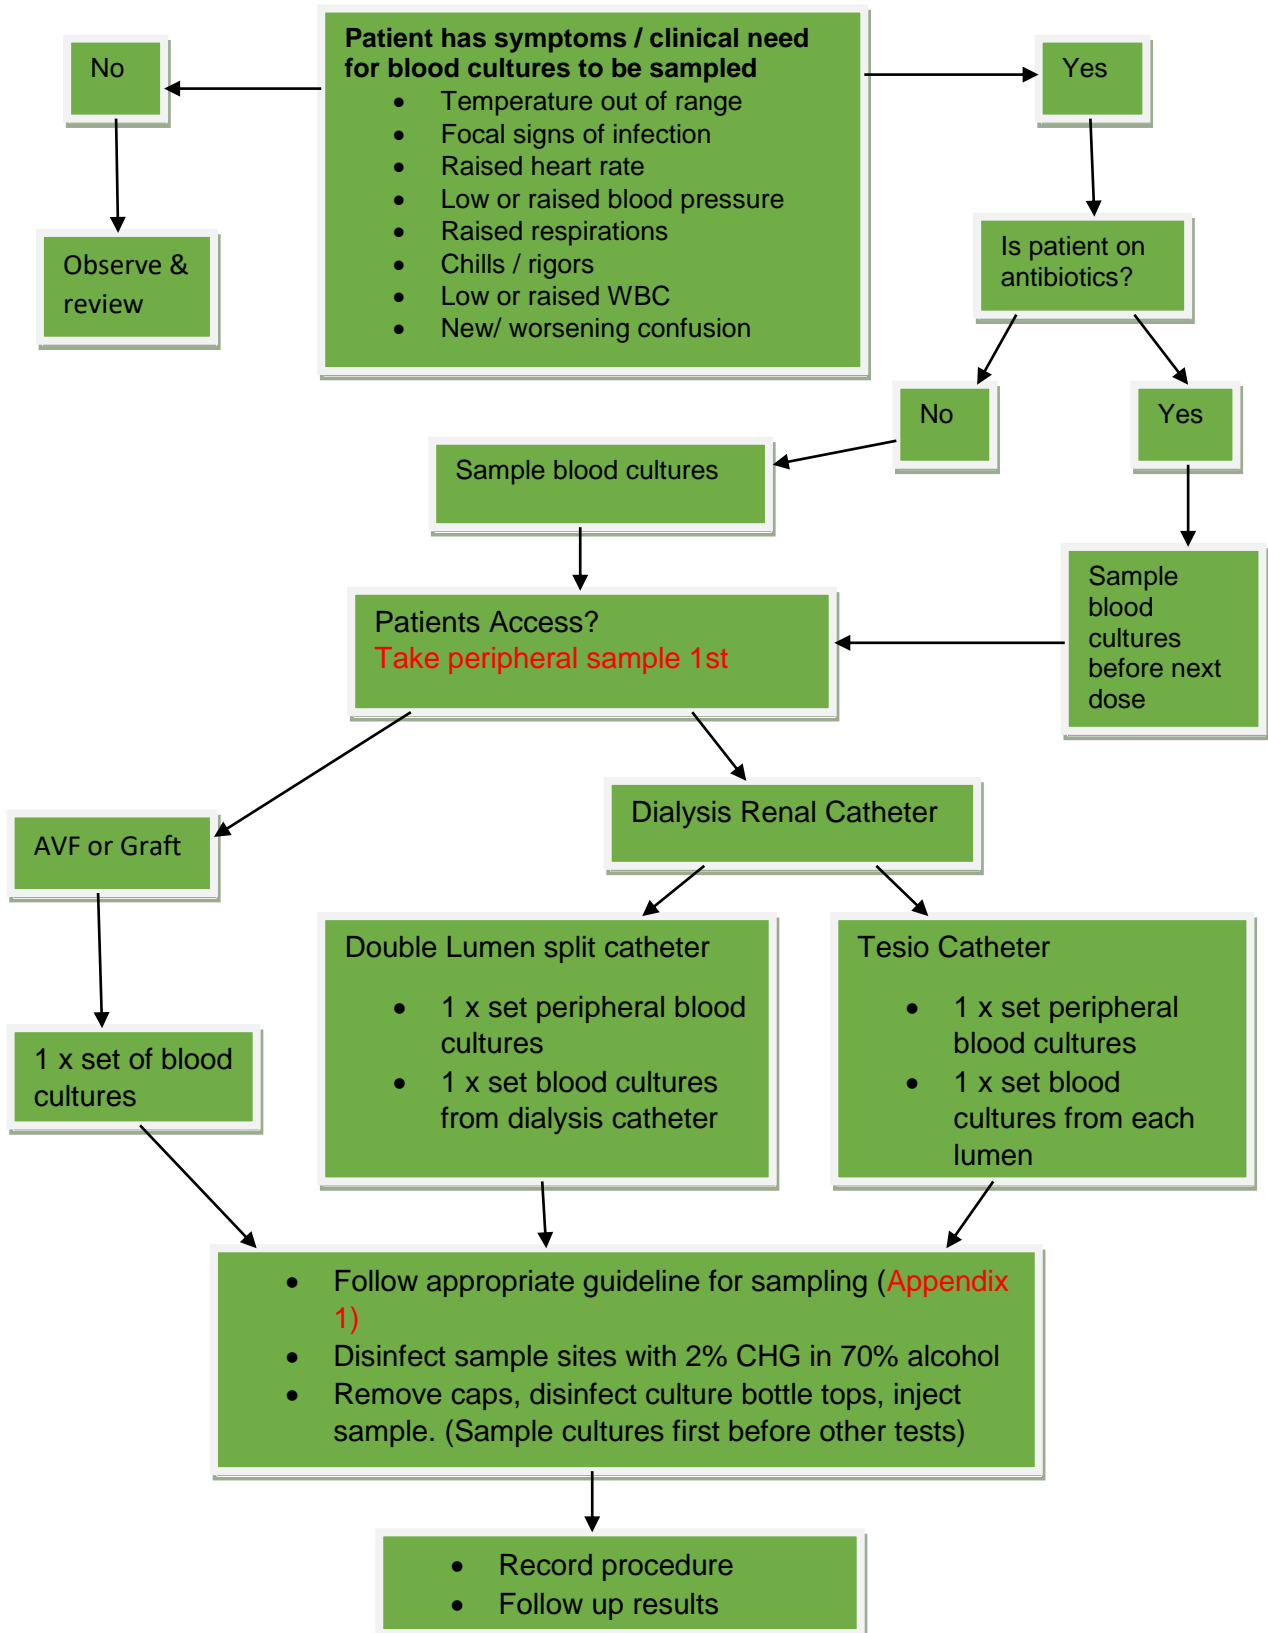 Patient has symptoms / clinical need
for blood cultures to be sampled
• Temperature out of range
• Focal signs of infection
• Raised heart rate
• Low or raised blood pressure
• Raised respirations
• Chills / rigors
• Low or raised WBC
• New/ worsening confusion
No
Yes
Observe &
review
Is patient on
antibiotics?
No
Yes
Sample blood cultures
Sample
blood
cultures
before next
dose
Patients Access?
Take peripheral sample 1st
AVF or Graft
Dialysis Renal Catheter
1 x set of blood
cultures
Double Lumen split catheter
• 1 x set peripheral blood
cultures
• 1 x set blood cultures
from dialysis catheter
Tesio Catheter
• 1 x set peripheral
blood cultures
• 1 x set blood
cultures from each
lumen
• Follow appropriate guideline for sampling (Appendix
1)
• Disinfect sample sites with 2% CHG in 70% alcohol
• Remove caps, disinfect culture bottle tops, inject
sample. (Sample cultures first before other tests)
• Record procedure
• Follow up results